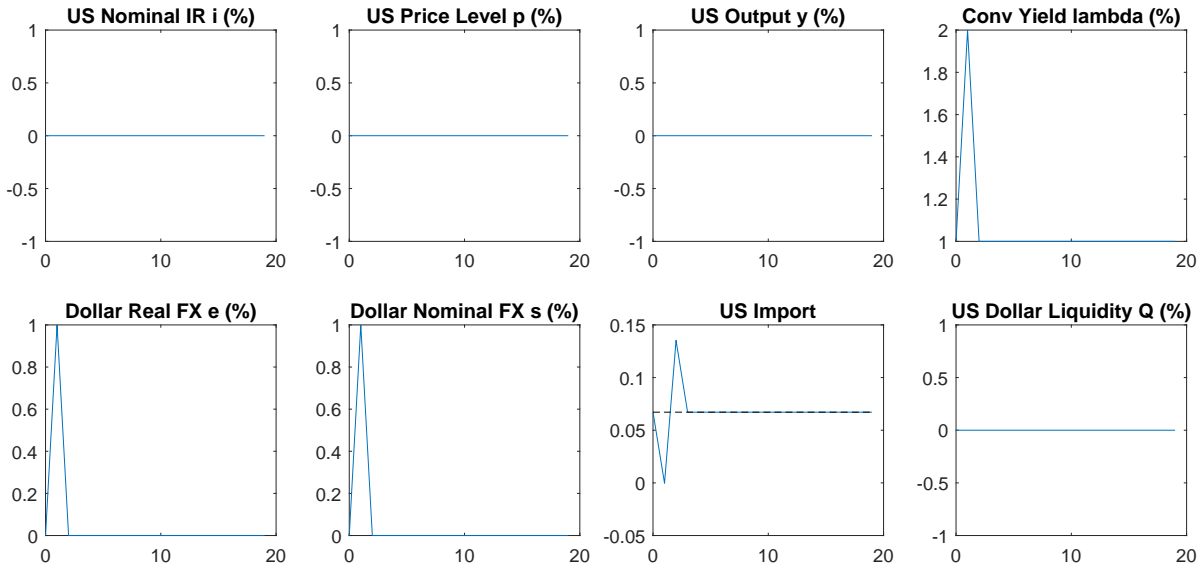 US Nominal IR i (%)
1
0.5
0
-0.5
-1
0 10 20
US Price Level p (%)
1
0.5
0
-0.5
-1
0 10 20
US Output y (%)
1
0.5
0
-0.5
-1
0 10 20
Conv Yield lambda (%)
2
1.8
1.6
1.4
1.2
1
0 10 20
Dollar Real FX e (%)
1
0.8
0.6
0.4
0.2
0
0 10 20
Dollar Nominal FX s (%)
1
0.8
0.6
0.4
0.2
0
0 10 20
US Import
0.15
0.1
0.05
0
-0.05
0 10 20
US Dollar Liquidity Q (%)
1
0.5
0
-0.5
-1
0 10 20